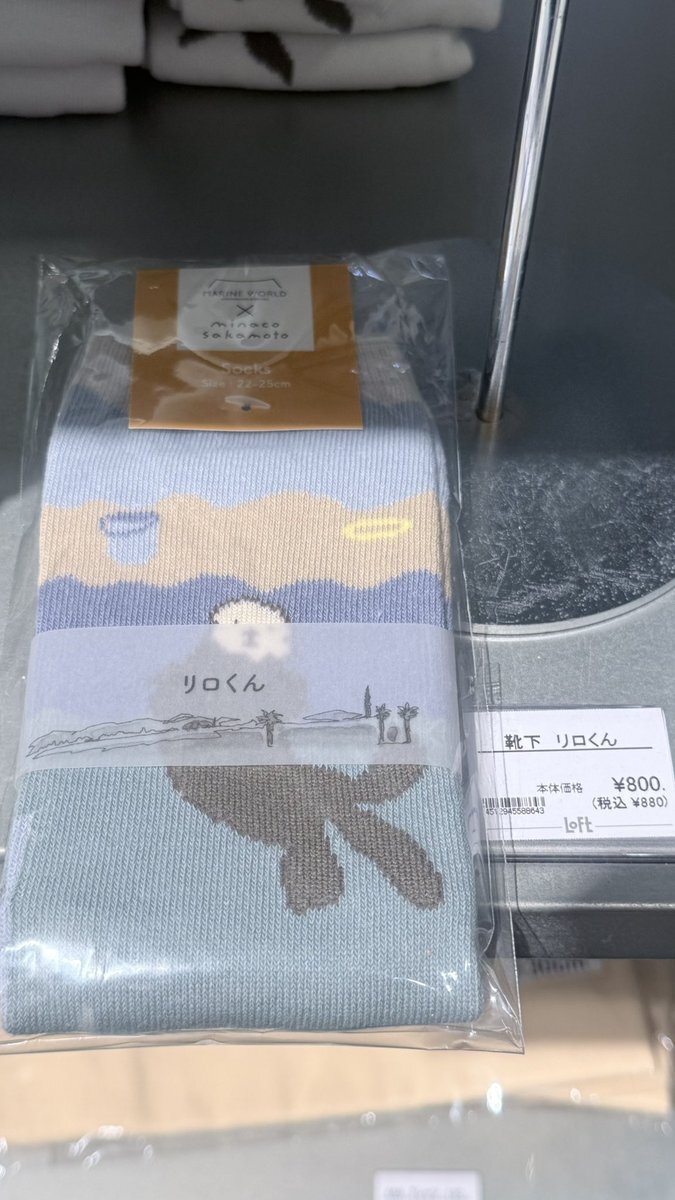 MARINE WORLD
×
minaco
sakamoto
Socks
Size 22-25cm
リロくん
靴下 リロくん
本体価格 ¥800.
(税込 ¥880)
4512945588643
LoFt